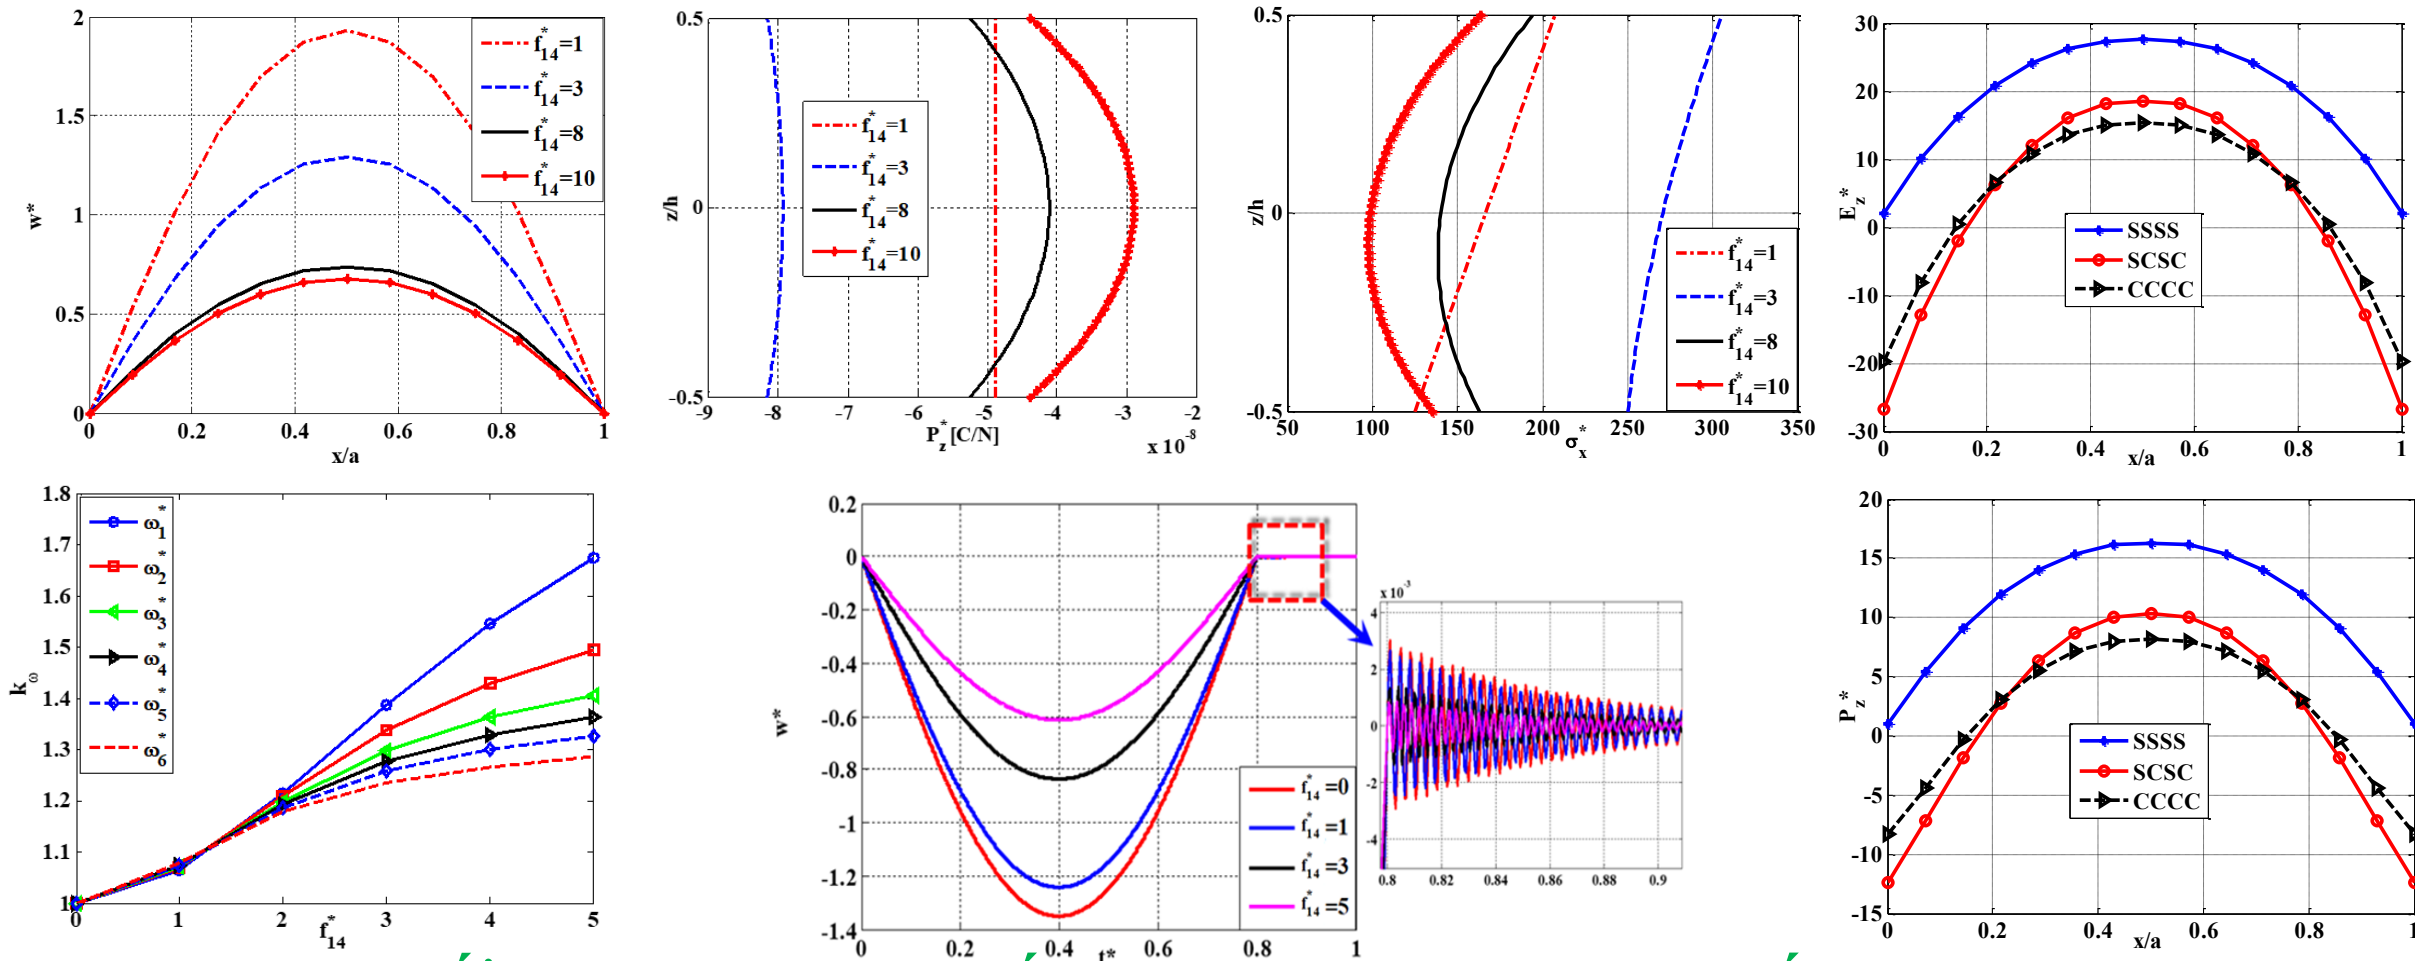 2
1.5
1
0.5
0
w*
0
0.2
0.4
0.6
0.8
1
x/a
f*14=1
f*14=3
f*14=8
f*14=10
0.5
0
-0.5
z/h
-9
-8
-7
-6
-5
-4
-3
-2
P*z[C/N]
x 10-8
f*14=1
f*14=3
f*14=8
f*14=10
0.5
0
-0.5
z/h
50
100
150
200
250
300
350
σ*x
f*14=1
f*14=3
f*14=8
f*14=10
30
20
10
0
-10
-20
-30
Ez*
0
0.2
0.4
0.6
0.8
1
x/a
SSSS
SCSC
CCCC
1.8
1.7
1.6
1.5
1.4
1.3
1.2
1.1
1
kω
0
1
2
3
4
5
f*14
ω*1
ω*2
ω*3
ω*4
ω*5
ω*6
0.2
0
-0.2
-0.4
-0.6
-0.8
-1
-1.2
-1.4
w*
0
0.2
0.4
0.6
0.8
1
t*
f*14=0
f*14=1
f*14=3
f*14=5
x 10-3
4
2
0
-2
-4
0.8
0.82
0.84
0.86
0.88
0.9
20
15
10
5
0
-5
-10
-15
Pz*
0
0.2
0.4
0.6
0.8
1
x/a
SSSS
SCSC
CCCC